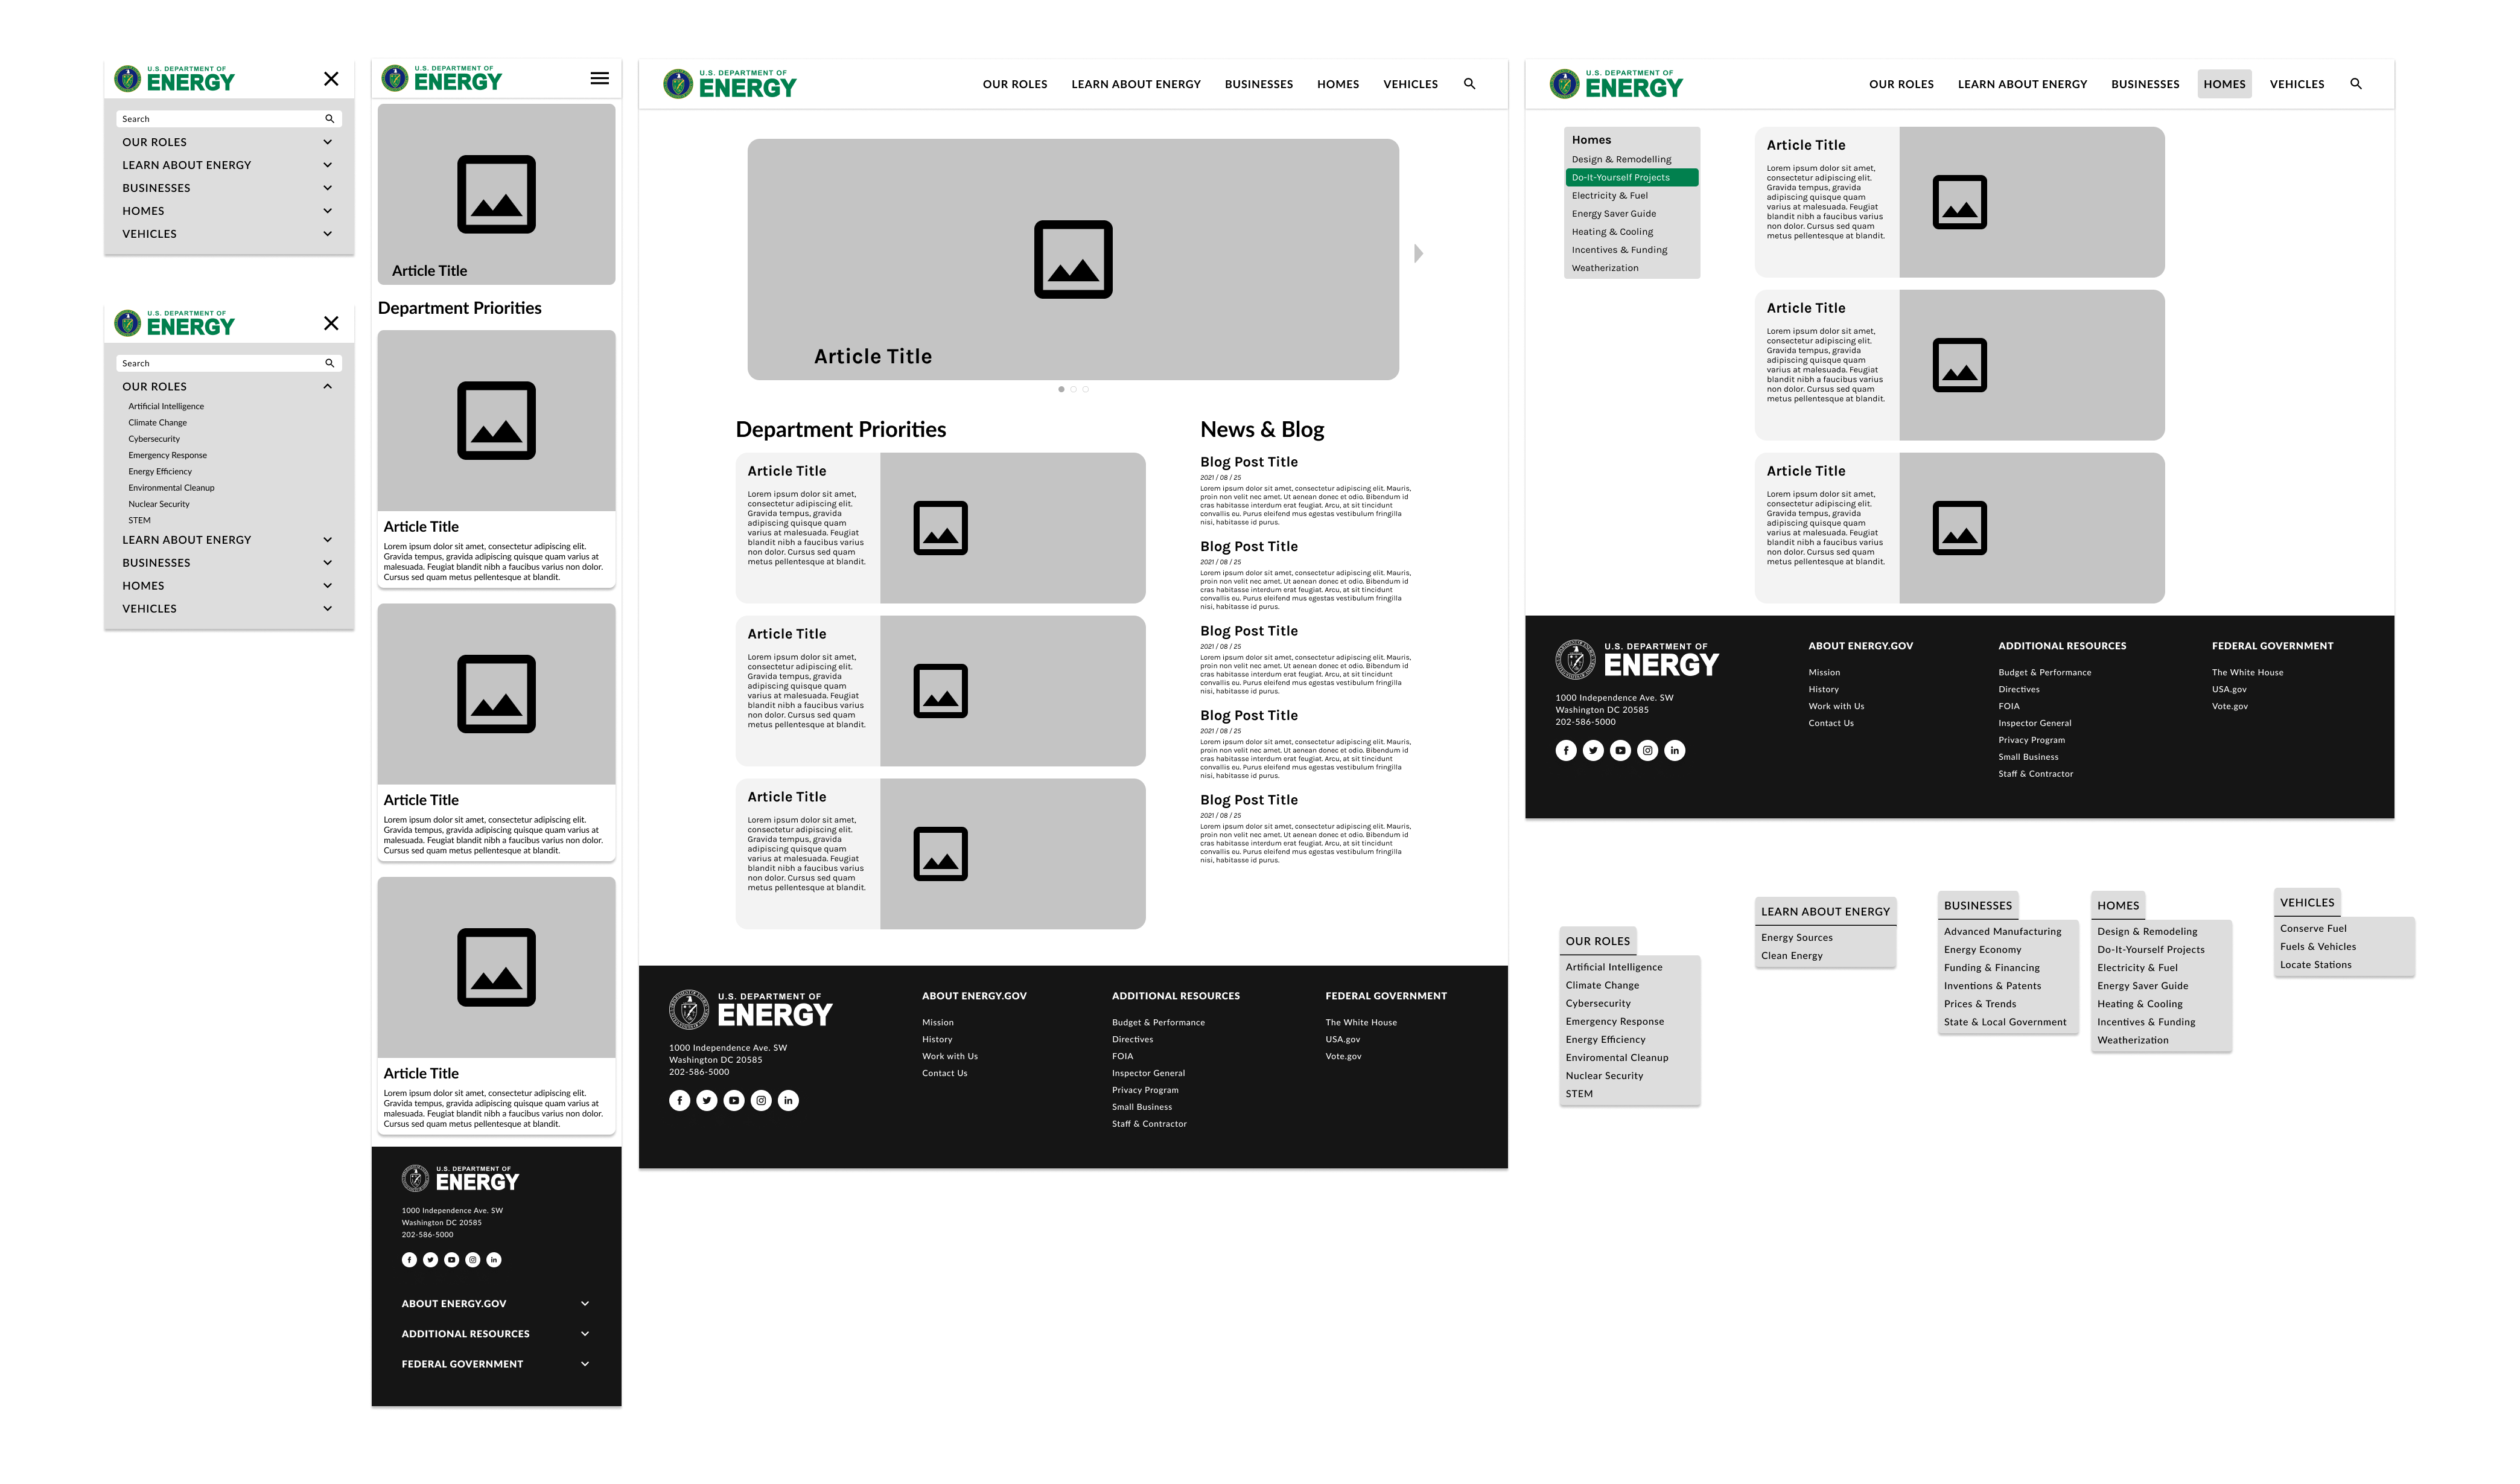 U.S. DEPARTMENT OF
ENERGY
Search
OUR ROLES
LEARN ABOUT ENERGY
BUSINESSES
HOMES
VEHICLES
U.S. DEPARTMENT OF
ENERGY
Search
OUR ROLES
Artificial Intelligence
Climate Change
Cybersecurity
Emergency Response
Energy Efficiency
Environmental Cleanup
Nuclear Security
STEM
LEARN ABOUT ENERGY
BUSINESSES
HOMES
VEHICLES
U.S. DEPARTMENT OF
ENERGY
Article Title
Department Priorities
Article Title
Lorem ipsum dolor sit amet, consectetur adipiscing elit.
Gravida tempus, gravida adipiscing quisque quam varius at
malesuada. Feugiat blandit nibh a faucibus varius non dolor.
Cursus sed quam metus pellentesque at blandit.
Article Title
Lorem ipsum dolor sit amet, consectetur adipiscing elit.
Gravida tempus, gravida adipiscing quisque quam varius at
malesuada. Feugiat blandit nibh a faucibus varius non dolor.
Cursus sed quam metus pellentesque at blandit.
Article Title
Lorem ipsum dolor sit amet, consectetur adipiscing elit.
Gravida tempus, gravida adipiscing quisque quam varius at
malesuada. Feugiat blandit nibh a faucibus varius non dolor.
Cursus sed quam metus pellentesque at blandit.
U.S. DEPARTMENT OF
ENERGY
1000 Independence Ave. SW
Washington DC 20585
202-586-5000
ABOUT ENERGY.GOV
ADDITIONAL RESOURCES
FEDERAL GOVERNMENT
U.S. DEPARTMENT OF
ENERGY
OUR ROLES LEARN ABOUT ENERGY BUSINESSES HOMES VEHICLES
Article Title
Department Priorities
Article Title
Lorem ipsum dolor sit amet,
consectetur adipiscing elit.
Gravida tempus, gravida
adipiscing quisque quam
varius at malesuada. Feugiat
blandit nibh a faucibus varius
non dolor. Cursus sed quam
metus pellentesque at blandit.
Article Title
Lorem ipsum dolor sit amet,
consectetur adipiscing elit.
Gravida tempus, gravida
adipiscing quisque quam
varius at malesuada. Feugiat
blandit nibh a faucibus varius
non dolor. Cursus sed quam
metus pellentesque at blandit.
Article Title
Lorem ipsum dolor sit amet,
consectetur adipiscing elit.
Gravida tempus, gravida
adipiscing quisque quam
varius at malesuada. Feugiat
blandit nibh a faucibus varius
non dolor. Cursus sed quam
metus pellentesque at blandit.
News & Blog
Blog Post Title
2021 / 08 / 25
Lorem ipsum dolor sit amet, consectetur adipiscing elit. Mauris,
proin non velit nec amet. Ut aenean donec et odio. Bibendum id
cras habitasse interdum erat feugiat. Arcu, at sit tincidunt
convallis eu. Purus eleifend mus egestas vestibulum fringilla
nisi, habitasse id purus.
Blog Post Title
2021 / 08 / 25
Lorem ipsum dolor sit amet, consectetur adipiscing elit. Mauris,
proin non velit nec amet. Ut aenean donec et odio. Bibendum id
cras habitasse interdum erat feugiat. Arcu, at sit tincidunt
convallis eu. Purus eleifend mus egestas vestibulum fringilla
nisi, habitasse id purus.
Blog Post Title
2021 / 08 / 25
Lorem ipsum dolor sit amet, consectetur adipiscing elit. Mauris,
proin non velit nec amet. Ut aenean donec et odio. Bibendum id
cras habitasse interdum erat feugiat. Arcu, at sit tincidunt
convallis eu. Purus eleifend mus egestas vestibulum fringilla
nisi, habitasse id purus.
Blog Post Title
2021 / 08 / 25
Lorem ipsum dolor sit amet, consectetur adipiscing elit. Mauris,
proin non velit nec amet. Ut aenean donec et odio. Bibendum id
cras habitasse interdum erat feugiat. Arcu, at sit tincidunt
convallis eu. Purus eleifend mus egestas vestibulum fringilla
nisi, habitasse id purus.
Blog Post Title
2021 / 08 / 25
Lorem ipsum dolor sit amet, consectetur adipiscing elit. Mauris,
proin non velit nec amet. Ut aenean donec et odio. Bibendum id
cras habitasse interdum erat feugiat. Arcu, at sit tincidunt
convallis eu. Purus eleifend mus egestas vestibulum fringilla
nisi, habitasse id purus.
U.S. DEPARTMENT OF
ENERGY
1000 Independence Ave. SW
Washington DC 20585
202-586-5000
ABOUT ENERGY.GOV
Mission
History
Work with Us
Contact Us
ADDITIONAL RESOURCES
Budget & Performance
Directives
FOIA
Inspector General
Privacy Program
Small Business
Staff & Contractor
FEDERAL GOVERNMENT
The White House
USA.gov
Vote.gov
U.S. DEPARTMENT OF
ENERGY
OUR ROLES LEARN ABOUT ENERGY BUSINESSES HOMES VEHICLES
Homes
Design & Remodelling
Do-It-Yourself Projects
Electricity & Fuel
Energy Saver Guide
Heating & Cooling
Incentives & Funding
Weatherization
Article Title
Lorem ipsum dolor sit amet,
consectetur adipiscing elit.
Gravida tempus, gravida
adipiscing quisque quam
varius at malesuada. Feugiat
blandit nibh a faucibus varius
non dolor. Cursus sed quam
metus pellentesque at blandit.
Article Title
Lorem ipsum dolor sit amet,
consectetur adipiscing elit.
Gravida tempus, gravida
adipiscing quisque quam
varius at malesuada. Feugiat
blandit nibh a faucibus varius
non dolor. Cursus sed quam
metus pellentesque at blandit.
Article Title
Lorem ipsum dolor sit amet,
consectetur adipiscing elit.
Gravida tempus, gravida
adipiscing quisque quam
varius at malesuada. Feugiat
blandit nibh a faucibus varius
non dolor. Cursus sed quam
metus pellentesque at blandit.
U.S. DEPARTMENT OF
ENERGY
1000 Independence Ave. SW
Washington DC 20585
202-586-5000
ABOUT ENERGY.GOV
Mission
History
Work with Us
Contact Us
ADDITIONAL RESOURCES
Budget & Performance
Directives
FOIA
Inspector General
Privacy Program
Small Business
Staff & Contractor
FEDERAL GOVERNMENT
The White House
USA.gov
Vote.gov
OUR ROLES
Artificial Intelligence
Climate Change
Cybersecurity
Emergency Response
Energy Efficiency
Enviromental Cleanup
Nuclear Security
STEM
LEARN ABOUT ENERGY
Energy Sources
Clean Energy
BUSINESSES
Advanced Manufacturing
Energy Economy
Funding & Financing
Inventions & Patents
Prices & Trends
State & Local Government
HOMES
Design & Remodeling
Do-It-Yourself Projects
Electricity & Fuel
Energy Saver Guide
Heating & Cooling
Incentives & Funding
Weatherization
VEHICLES
Conserve Fuel
Fuels & Vehicles
Locate Stations